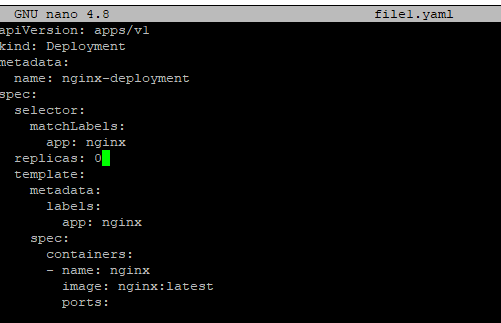 GNU nano 4.8 file1.yaml
apiVersion: apps/v1
kind: Deployment
metadata:
  name: nginx-deployment
spec:
  selector:
    matchLabels:
      app: nginx
  replicas: 0
  template:
    metadata:
      labels:
        app: nginx
    spec:
      containers:
      - name: nginx
        image: nginx:latest
        ports: